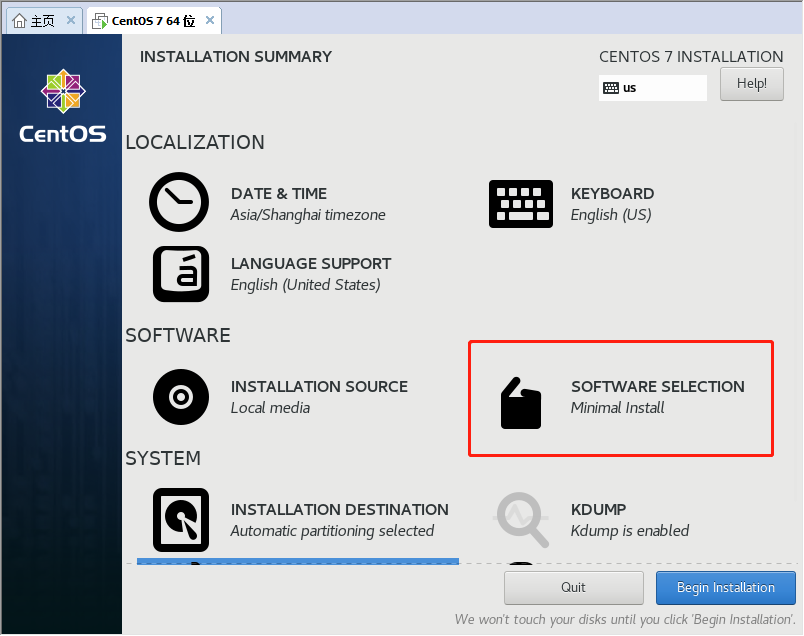 主页
CentOS 7 64 位
INSTALLATION SUMMARY
CENTOS 7 INSTALLATION
us
Help!
CentOS
LOCALIZATION
DATE & TIME
Asia/Shanghai timezone
KEYBOARD
English (US)
LANGUAGE SUPPORT
English (United States)
SOFTWARE
INSTALLATION SOURCE
Local media
SOFTWARE SELECTION
Minimal Install
SYSTEM
INSTALLATION DESTINATION
Automatic partitioning selected
KDUMP
Kdump is enabled
Quit
Begin Installation
We won't touch your disks until you click 'Begin Installation'.